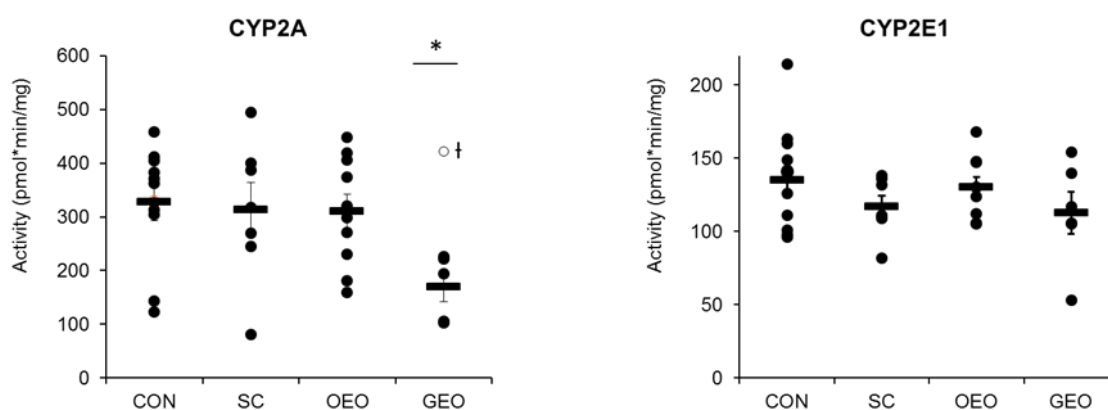 CYP2A
Activity (pmol*min/mg)
600
500
400
300
200
100
0
*
ƚ
CON SC OEO GEO
CYP2E1
Activity (pmol*min/mg)
200
150
100
50
0
CON SC OEO GEO